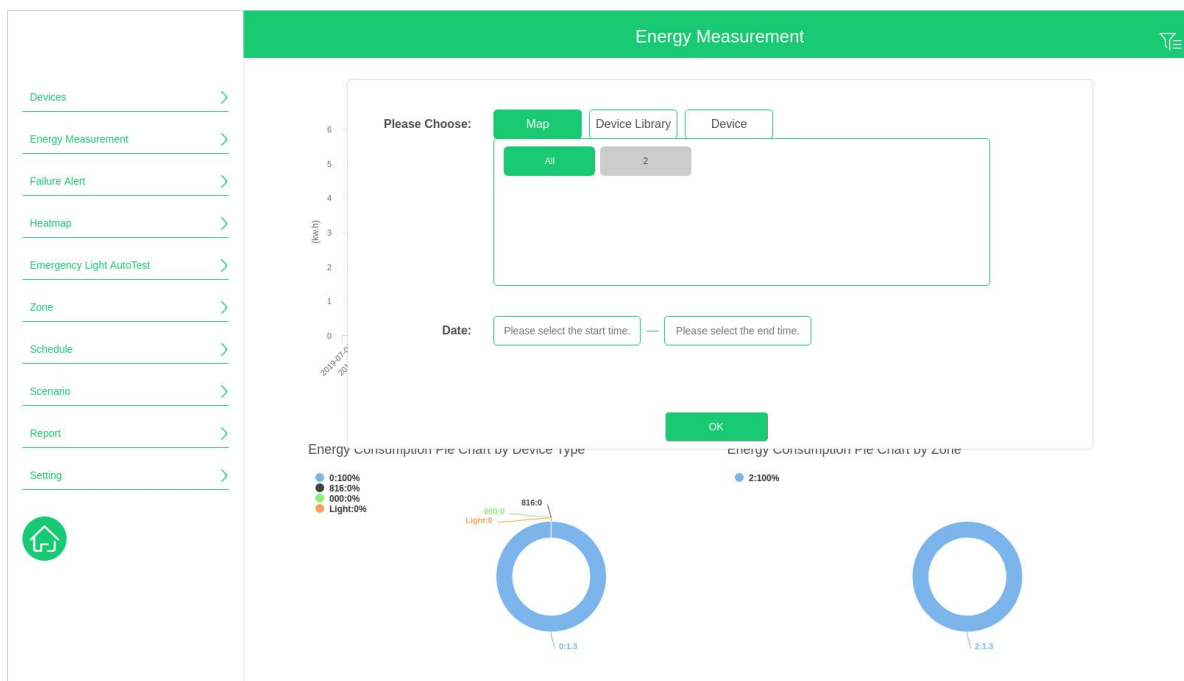 Energy Measurement
Devices
Energy Measurement
Failure Alert
Heatmap
Emergency Light AutoTest
Zone
Schedule
Scenario
Report
Setting
Please Choose:
Map
Device Library
Device
All
2
Date:
Please select the start time.
—
Please select the end time.
OK
(kw.h)
6
5
4
3
2
1
0
2019-07-0
201
Energy Consumption Pie Chart by Device Type
0:100%
816:0%
000:0%
Light:0%
816:0
000:0
Light:0
0:1.3
Energy Consumption Pie Chart by Zone
2:100%
2:1.3